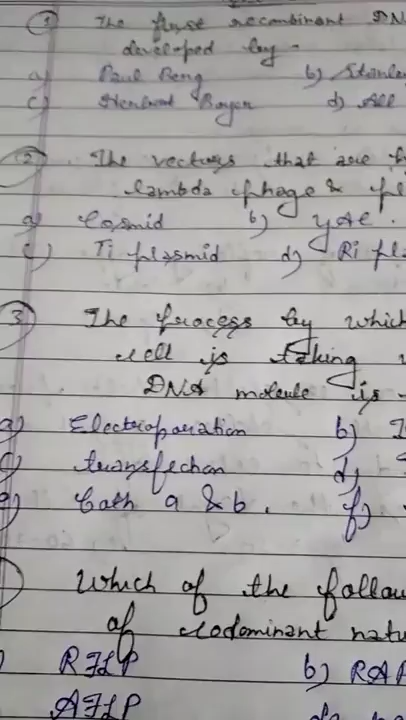 ① The first recombinant DN
developed by -
a) Paul Berg b) Stanle
c) Herbert Boyer d) All
② The vectors that are f
lambda phage & pl
a) Cosmid b) YAC.
c) Ti plasmid d) Ri pl
③ The process by which
cell is taking
DNA molecule is -
a) Electroporation b) I
c) transfection d)
e) Both a & b. f)
Which of the follow
of codominant natu
RFLP b) RAP
AFLP